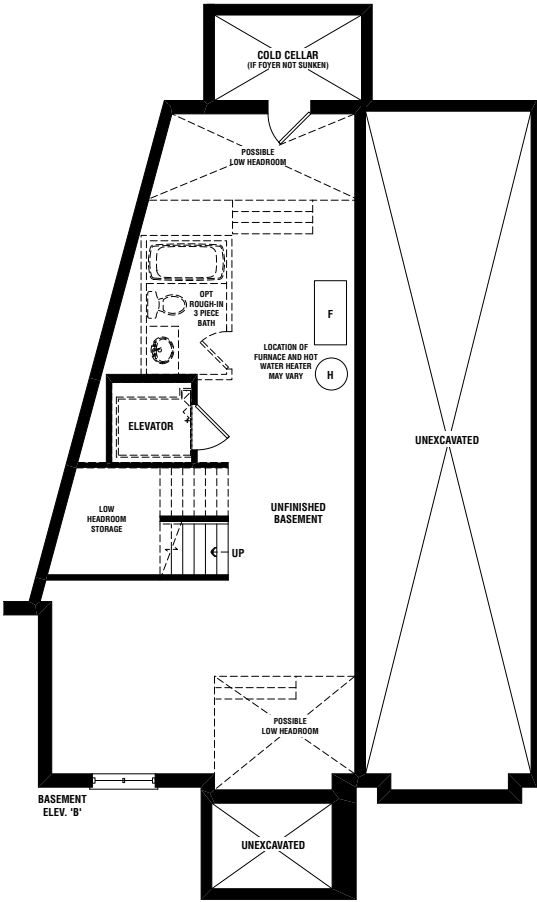 COLD CELLAR
(IF FOYER NOT SUNKEN)
POSSIBLE
LOW HEADROOM
OPT
ROUGH-IN
3 PIECE
BATH
F
LOCATION OF
FURNACE AND HOT
WATER HEATER
MAY VARY
H
ELEVATOR
UNEXCAVATED
LOW
HEADROOM
STORAGE
UNFINISHED
BASEMENT
UP
POSSIBLE
LOW HEADROOM
BASEMENT
ELEV. 'B'
UNEXCAVATED